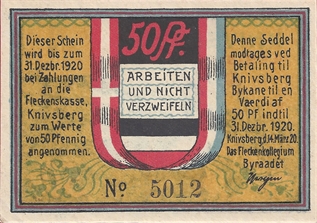 Dieser Schein
wird bis zum
31. Dezbr. 1920
bei Zahlungen
an die
Fleckenskasse,
Knivsberg
zum Werte
von 50 Pfennig
angenommen.
50 Pf.
ARBEITEN
UND NICHT
VERZWEIFELN
Denne Seddel
modtages ved
Betaling til
Knivsberg
Bykane til en
Vaerdi af
50 PF indtil
31. Dezbr. 1920.
Knivsberg d. 14. März 20.
Das Fleckenkollegium
Byraadet
No 5012